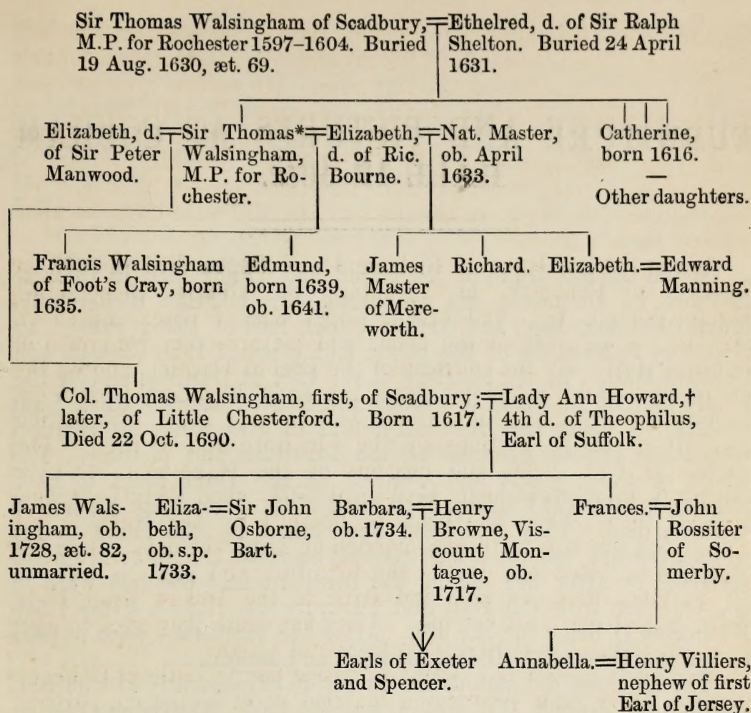 Sir Thomas Walsingham of Scadbury,
M.P. for Rochester 1597–1604. Buried
19 Aug. 1630, æt. 69.
Ethelred, d. of Sir Ralph
Shelton. Buried 24 April
1631.
Elizabeth, d.
of Sir Peter
Manwood.
Sir Thomas*
Walsingham,
M.P. for Ro-
chester.
Elizabeth,
d. of Ric.
Bourne.
Nat. Master,
ob. April
1633.
Catherine,
born 1616.
—
Other daughters.
Francis Walsingham
of Foot's Cray, born
1635.
Edmund,
born 1639,
ob. 1641.
James
Master
of Mere-
worth.
Richard.
Elizabeth.=Edward
Manning.
Col. Thomas Walsingham, first, of Scadbury;
later, of Little Chesterford. Born 1617.
Died 22 Oct. 1690.
Lady Ann Howard,†
4th d. of Theophilus,
Earl of Suffolk.
James Wals-
ingham, ob.
1728, æt. 82,
unmarried.
Eliza-
beth,
ob. s.p.
1733.
=Sir John
Osborne,
Bart.
Barbara,
ob. 1734.
Henry
Browne, Vis-
count Mon-
tague, ob.
1717.
Frances.
John
Rossiter
of So-
merby.
Earls of Exeter
and Spencer.
Annabella.=Henry Villiers,
nephew of first
Earl of Jersey.